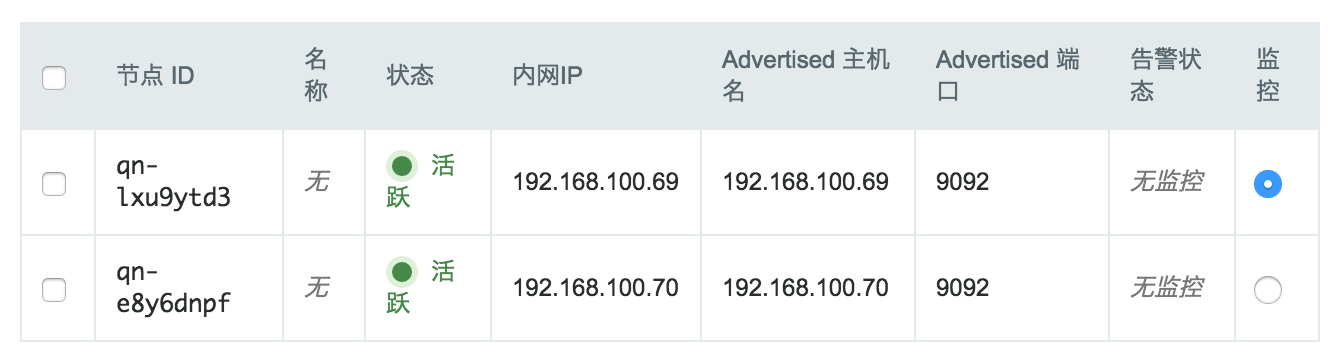 节点 ID 名称 状态 内网IP Advertised 主机名 Advertised 端口 告警状态 监控
qn-lxu9ytd3 无 活跃 192.168.100.69 192.168.100.69 9092 无监控
qn-e8y6dnpf 无 活跃 192.168.100.70 192.168.100.70 9092 无监控